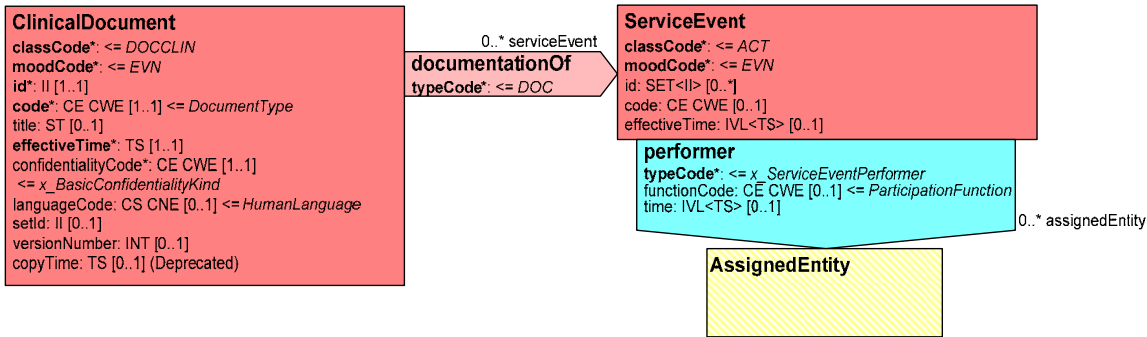 ClinicalDocument
classCode*: <= DOCCLIN
moodCode*: <= EVN
id*: II [1..1]
code*: CE CWE [1..1] <= DocumentType
title: ST [0..1]
effectiveTime*: TS [1..1]
confidentialityCode*: CE CWE [1..1]
<= x_BasicConfidentialityKind
languageCode: CS CNE [0..1] <= HumanLanguage
setId: II [0..1]
versionNumber: INT [0..1]
copyTime: TS [0..1] (Deprecated)
0..* serviceEvent
documentationOf
typeCode*: <= DOC
ServiceEvent
classCode*: <= ACT
moodCode*: <= EVN
id: SET<II> [0..*]
code: CE CWE [0..1]
effectiveTime: IVL<TS> [0..1]
performer
typeCode*: <= x_ServiceEventPerformer
functionCode: CE CWE [0..1] <= ParticipationFunction
time: IVL<TS> [0..1]
0..* assignedEntity
AssignedEntity